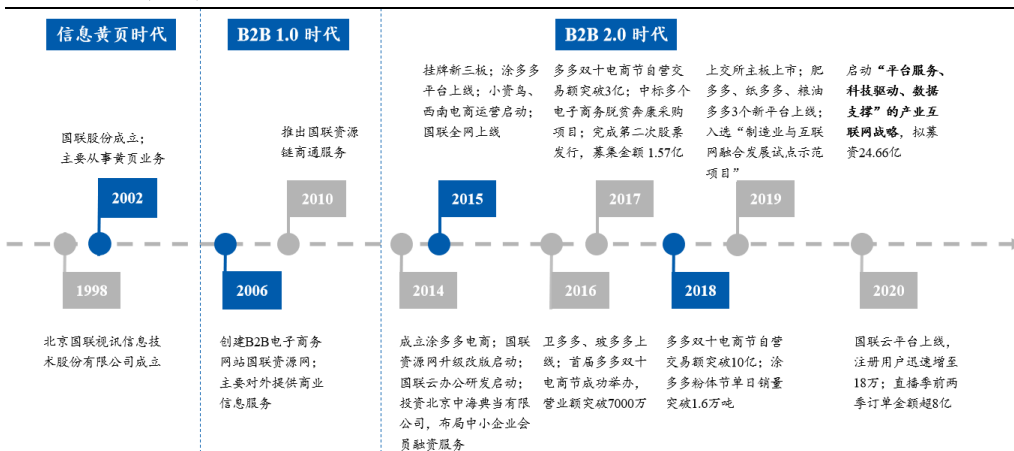 信息黄页时代
B2B 1.0 时代
B2B 2.0 时代
国联股份成立；
主要从事黄页业务
推出国联资源
链商通服务
挂牌新三板；涂多多
平台上线；小资鸟、
西南电商运营启动；
国联全网上线
多多双十电商节自营交
易额突破3亿；中标多个
电子商务脱贫奔康采购
项目；完成第二次股票
发行，募集金额 1.57亿
上交所主板上市；肥
多多、纸多多、粮油
多多3个新平台上线；
入选“制造业与互联
网融合发展试点示范
项目”
启动“平台服务、
科技驱动、数据
支撑”的产业互
联网战略，拟募
资24.66亿
2002
2010
2015
2017
2019
1998
2006
2014
2016
2018
2020
北京国联视讯信息技
术股份有限公司成立
创建B2B电子商务
网站国联资源网；
主要对外提供商业
信息服务
成立涂多多电商；国联
资源网升级改版启动；
国联云办公研发启动；
投资北京中海典当有限
公司，布局中小企业会
员融资服务
卫多多、玻多多上
线；首届多多双十
电商节成功举办，
营业额突破7000万
多多双十电商节自营
交易额突破10亿；涂
多多粉体节单日销量
突破1.6万吨
国联云平台上线，
注册用户迅速增至
18万；直播季前两
季订单金额超8亿